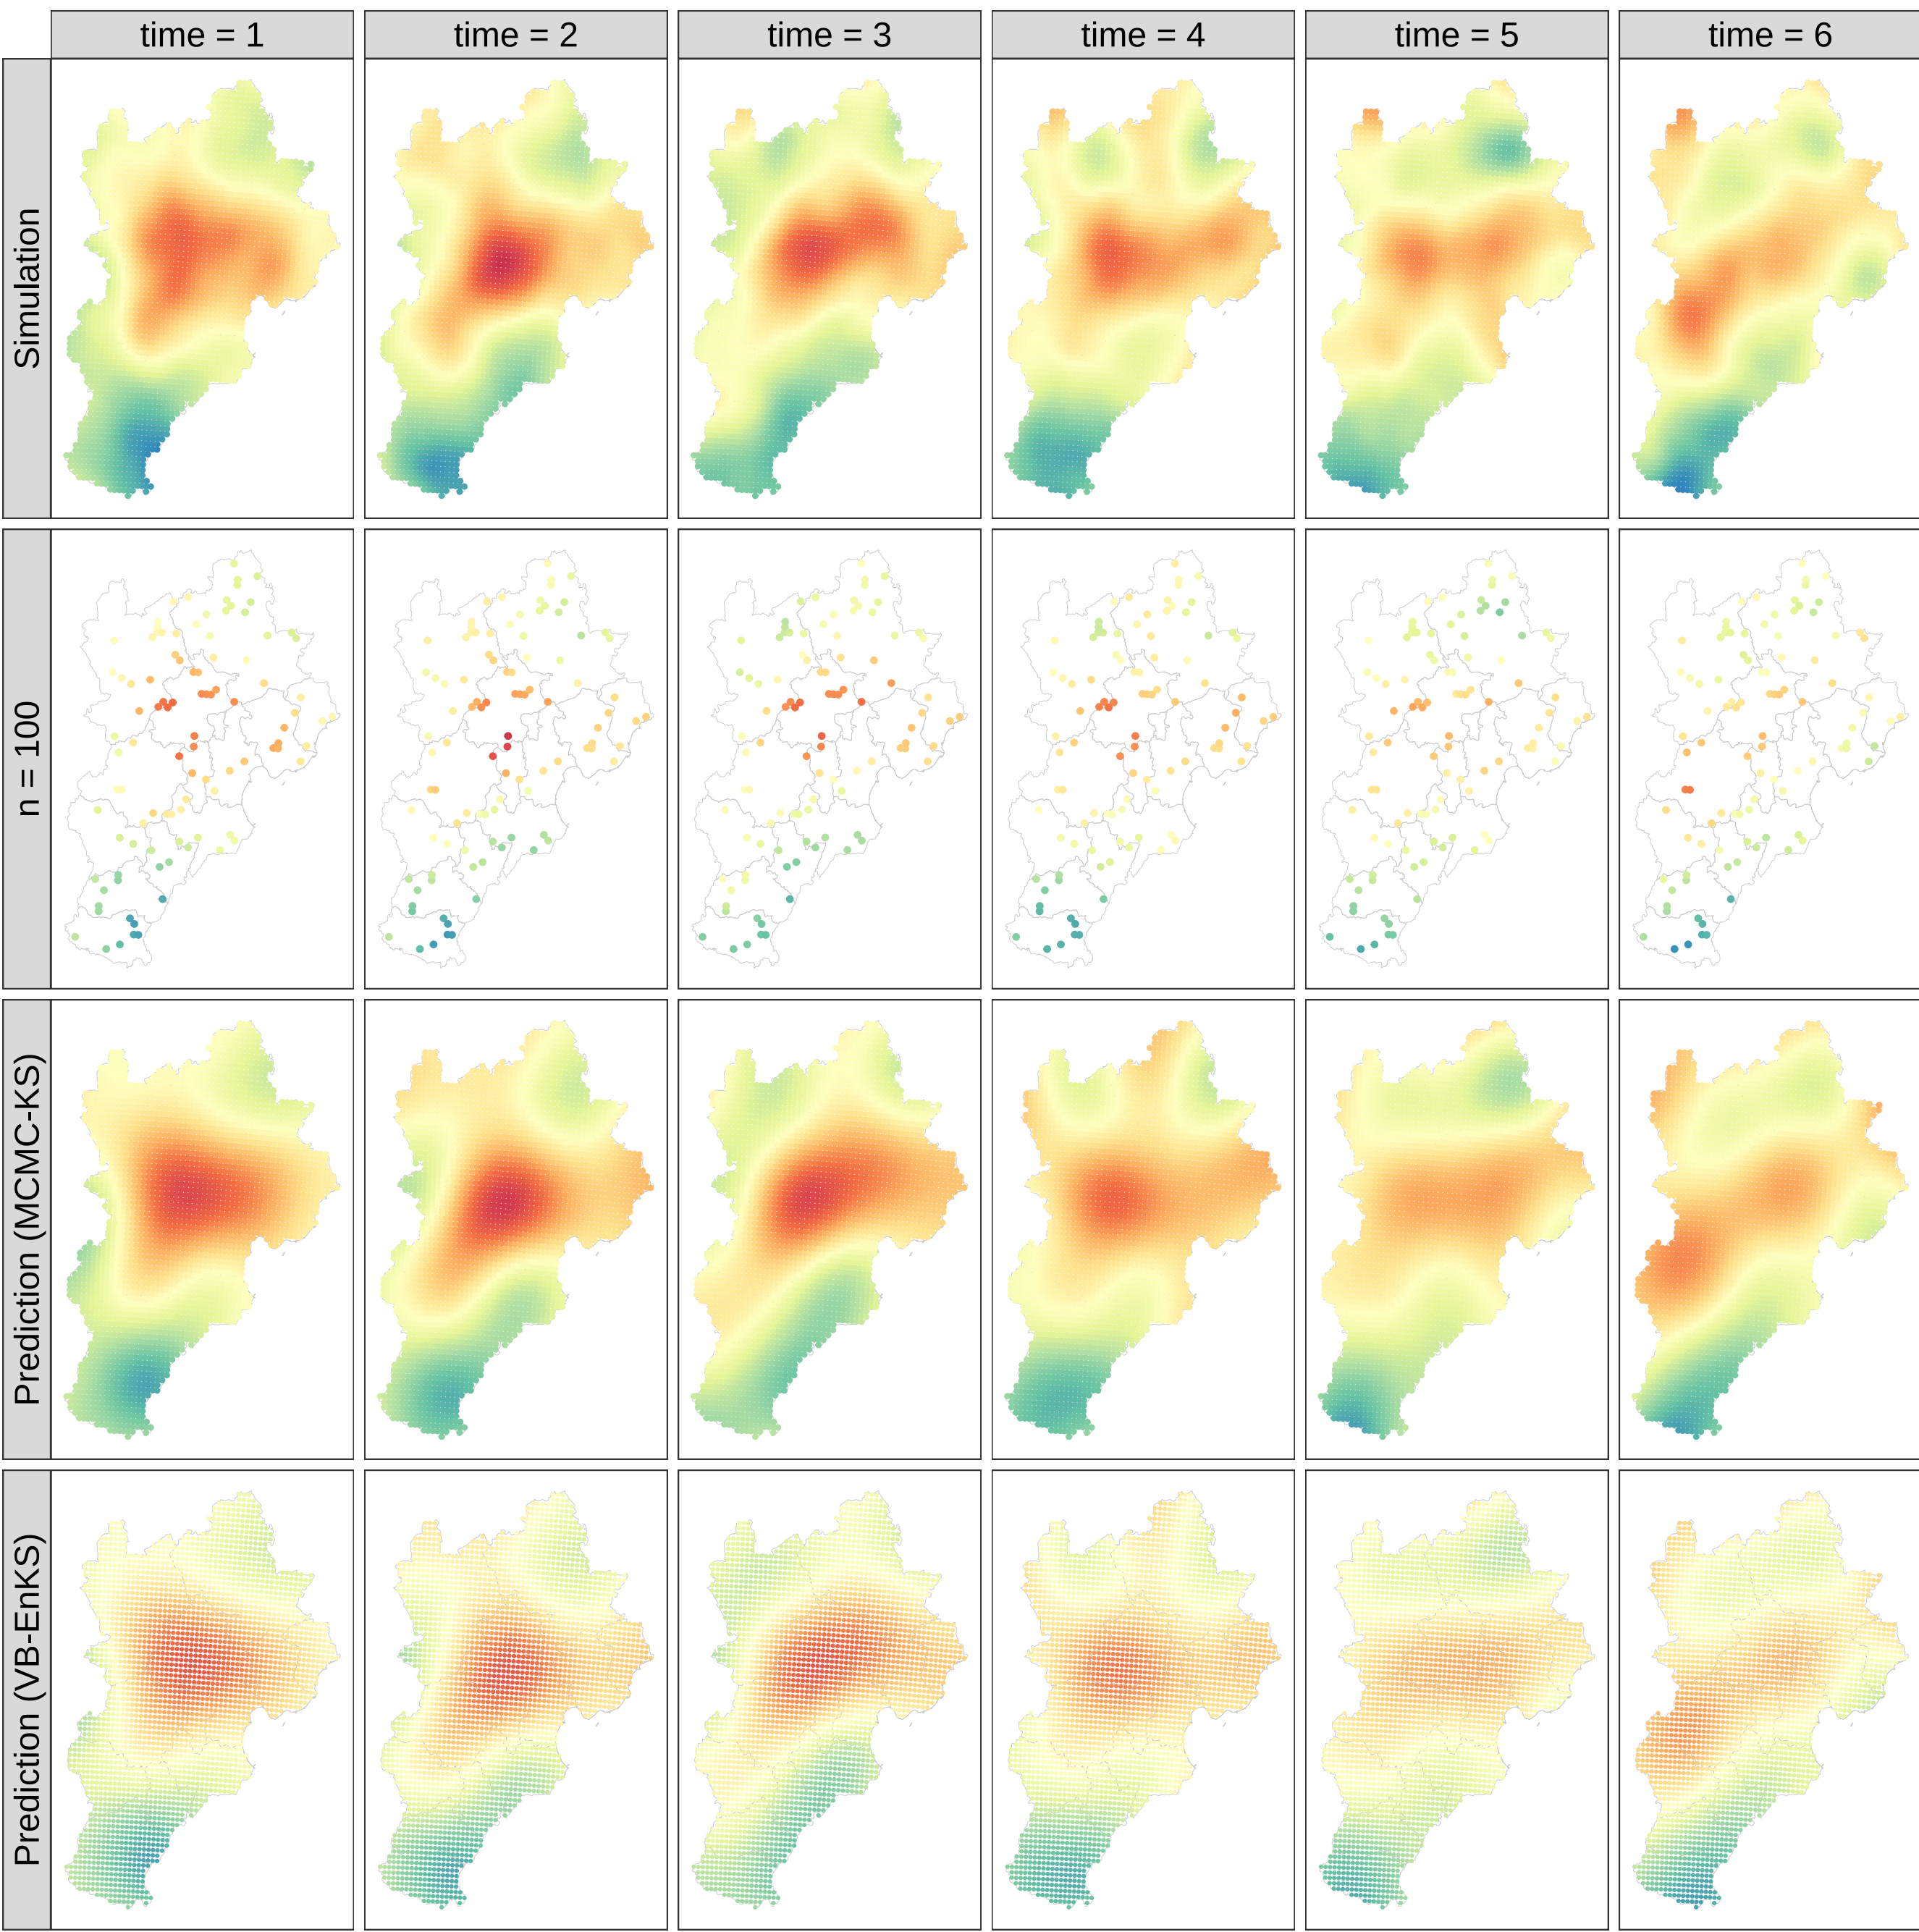 time = 1
time = 2
time = 3
time = 4
time = 5
time = 6
Simulation
n = 100
Prediction (MCMC-KS)
Prediction (VB-EnKS)